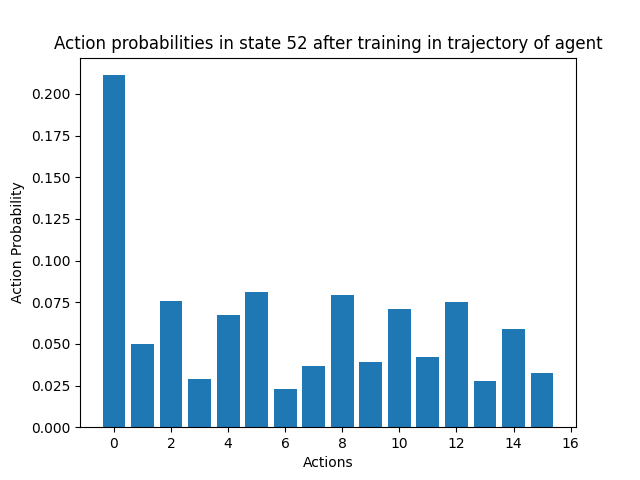 Action probabilities in state 52 after training in trajectory of agent
Action Probability
0.200
0.175
0.150
0.125
0.100
0.075
0.050
0.025
0.000
0 2 4 6 8 10 12 14 16
Actions